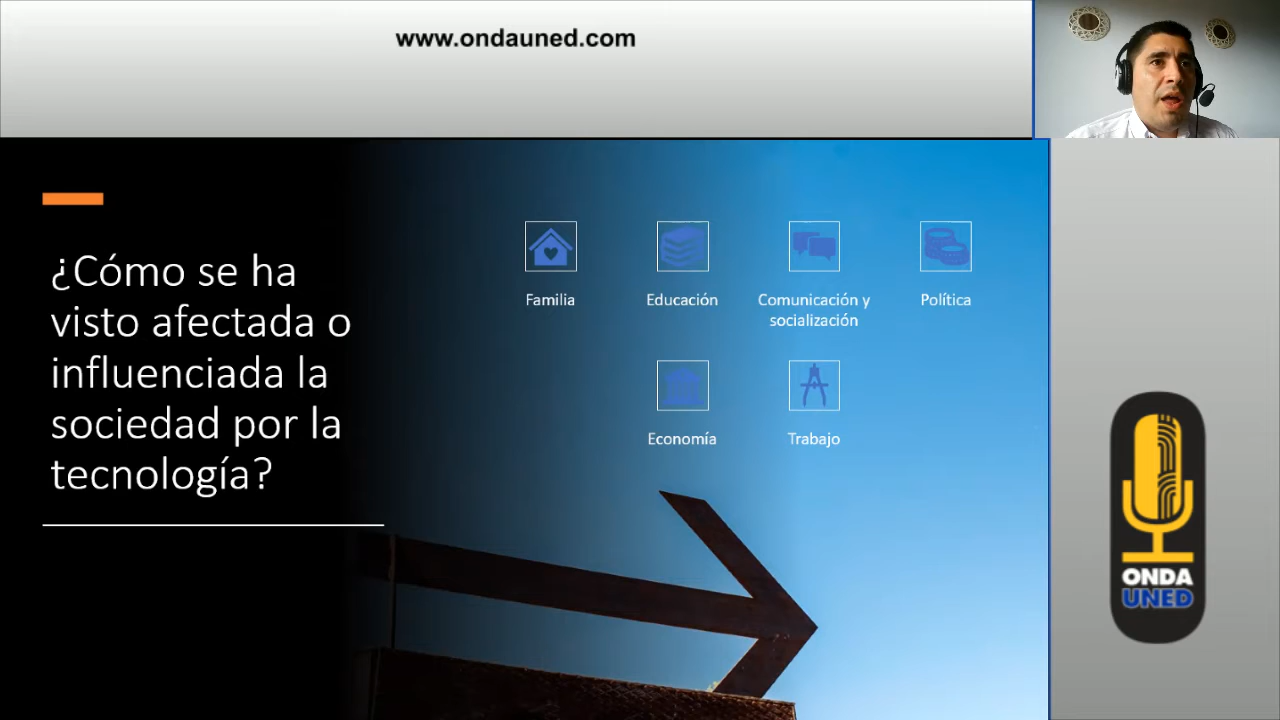 www.ondauned.com
¿Cómo se ha
visto afectada o
influenciada la
sociedad por la
tecnología?
Familia
Educación
Comunicación y
socialización
Política
Economía
Trabajo
ONDA
UNED